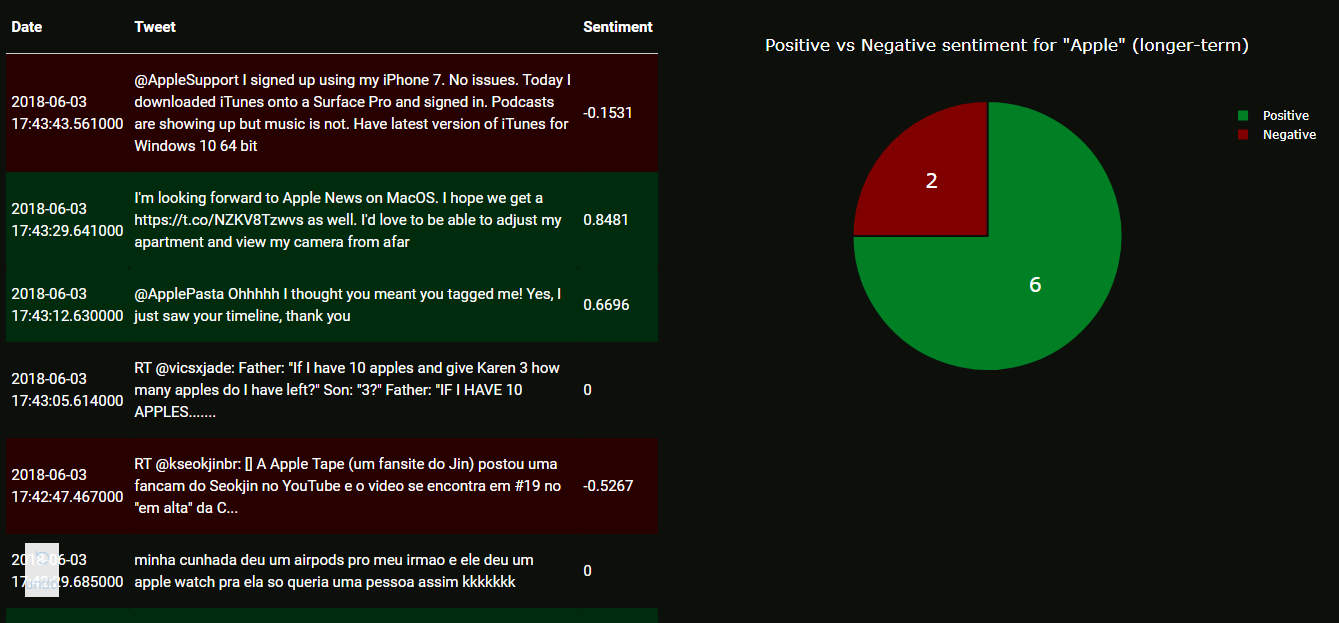 Date Tweet Sentiment
@AppleSupport I signed up using my iPhone 7. No issues. Today I
2018-06-03 downloaded iTunes onto a Surface Pro and signed in. Podcasts
17:43:43.561000 are showing up but music is not. Have latest version of iTunes for -0.1531
Windows 10 64 bit
I'm looking forward to Apple News on MacOS. I hope we get a
2018-06-03 https://t.co/NZKV8Tzwvs as well. I'd love to be able to adjust my 0.8481
17:43:29.641000 apartment and view my camera from afar
2018-06-03 @ApplePasta Ohhhhh I thought you meant you tagged me! Yes, I
17:43:12.630000 just saw your timeline, thank you 0.6696
RT @vicsxjade: Father: "If I have 10 apples and give Karen 3 how
2018-06-03 many apples do I have left?" Son: "3?" Father: "IF I HAVE 10 0
17:43:05.614000 APPLES.......
RT @kseokjinbr: [] A Apple Tape (um fansite do Jin) postou uma
2018-06-03 fancam do Seokjin no YouTube e o video se encontra em #19 no -0.5267
17:42:47.467000 "em alta" da C...
2018-06-03 minha cunhada deu um airpods pro meu irmao e ele deu um
17:42:29.685000 apple watch pra ela so queria uma pessoa assim kkkkkkk 0
Positive vs Negative sentiment for "Apple" (longer-term)
Positive
Negative
2
6